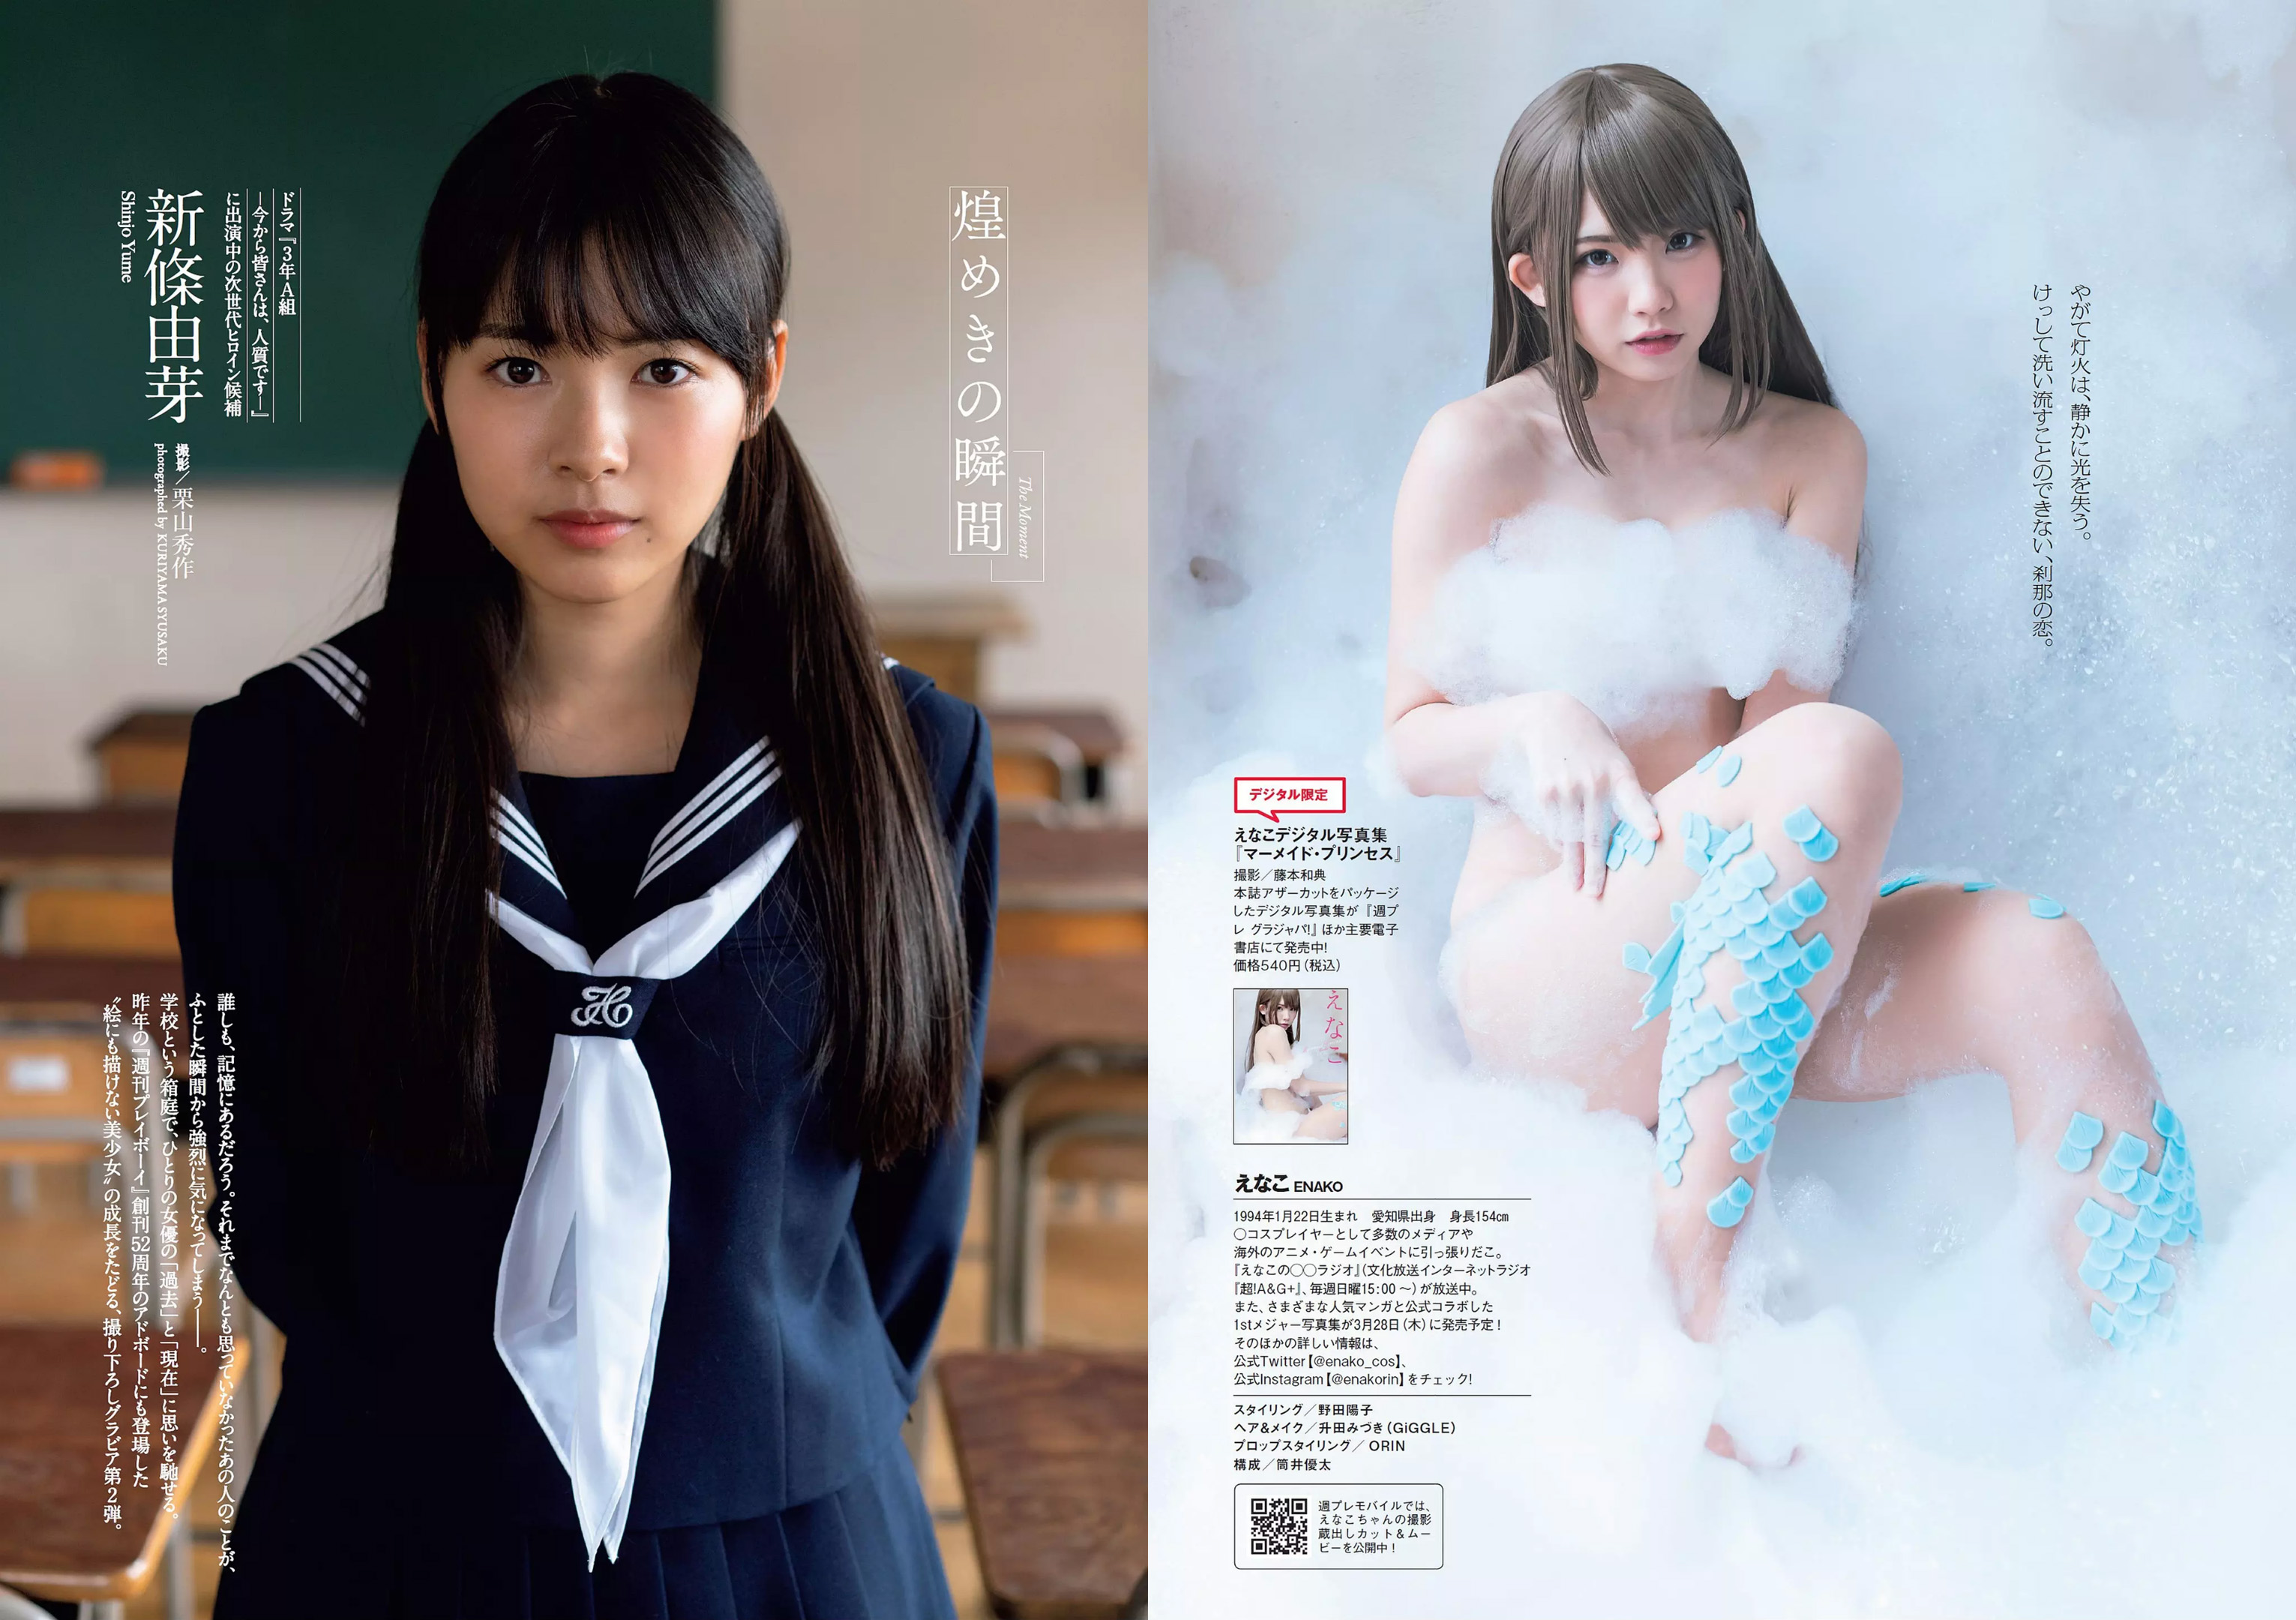 煌めきの瞬間
The Moment
ドラマ『3年A組
―今から皆さんは、人質です―』
に出演中の次世代ヒロイン候補
新條由芽
Shinjo Yume
撮影／栗山秀作
photographed by KURIYAMA SYUSAKU
誰しも、記憶にあるだろう。それまでなんとも思っていなかったあの人のことが、
ふとした瞬間から強烈に気になってしまう――。
学校という箱庭で、ひとりの女優の「過去」と「現在」に思いを馳せる。
昨年の『週刊プレイボーイ』創刊52周年のアドボードにも登場した
〝絵にも描けない美少女〟の成長をたどる、撮り下ろしグラビア第2弾。
H
やがて灯火は、静かに光を失う。
けっして洗い流すことのできない、刹那の恋。
デジタル限定
えなこデジタル写真集
『マーメイド・プリンセス』
撮影／藤本和典
本誌アザーカットをパッケージ
したデジタル写真集が『週プ
レ グラジャパ!』ほか主要電子
書店にて発売中!
価格540円（税込）
えなこ
えなこ ENAKO
1994年1月22日生まれ　愛知県出身　身長154㎝
○コスプレイヤーとして多数のメディアや
海外のアニメ・ゲームイベントに引っ張りだこ。
『えなこの○○ラジオ』（文化放送インターネットラジオ
『超!A&G+』、毎週日曜15:00～）が放送中。
また、さまざまな人気マンガと公式コラボした
1stメジャー写真集が3月28日（木）に発売予定！
そのほかの詳しい情報は、
公式Twitter【@enako_cos】、
公式Instagram【@enakorin】をチェック!
スタイリング／野田陽子
ヘア&メイク／升田みづき（GiGGLE）
プロップスタイリング／ORIN
構成／筒井優太
週プレモバイルでは、
えなこちゃんの撮影
蔵出しカット＆ムー
ビーを公開中！